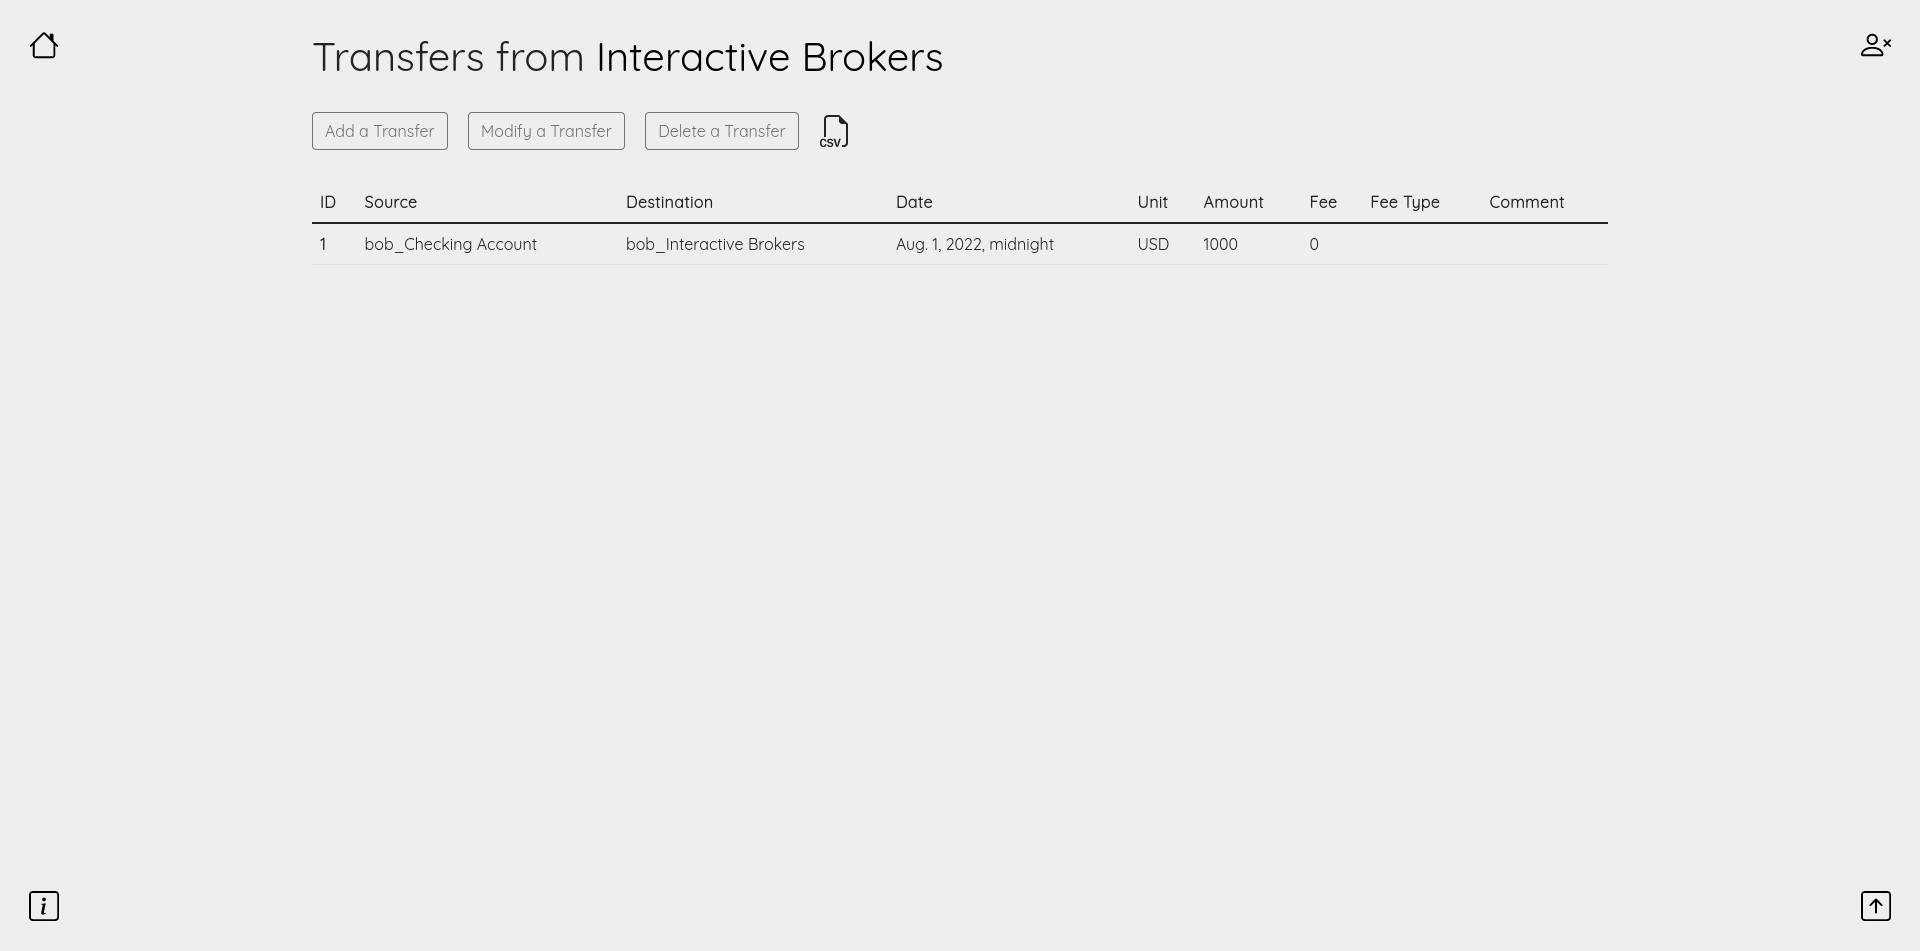 Transfers from Interactive Brokers
Add a Transfer Modify a Transfer Delete a Transfer CSV
ID Source Destination Date Unit Amount Fee Fee Type Comment
1 bob_Checking Account bob_Interactive Brokers Aug. 1, 2022, midnight USD 1000 0
i